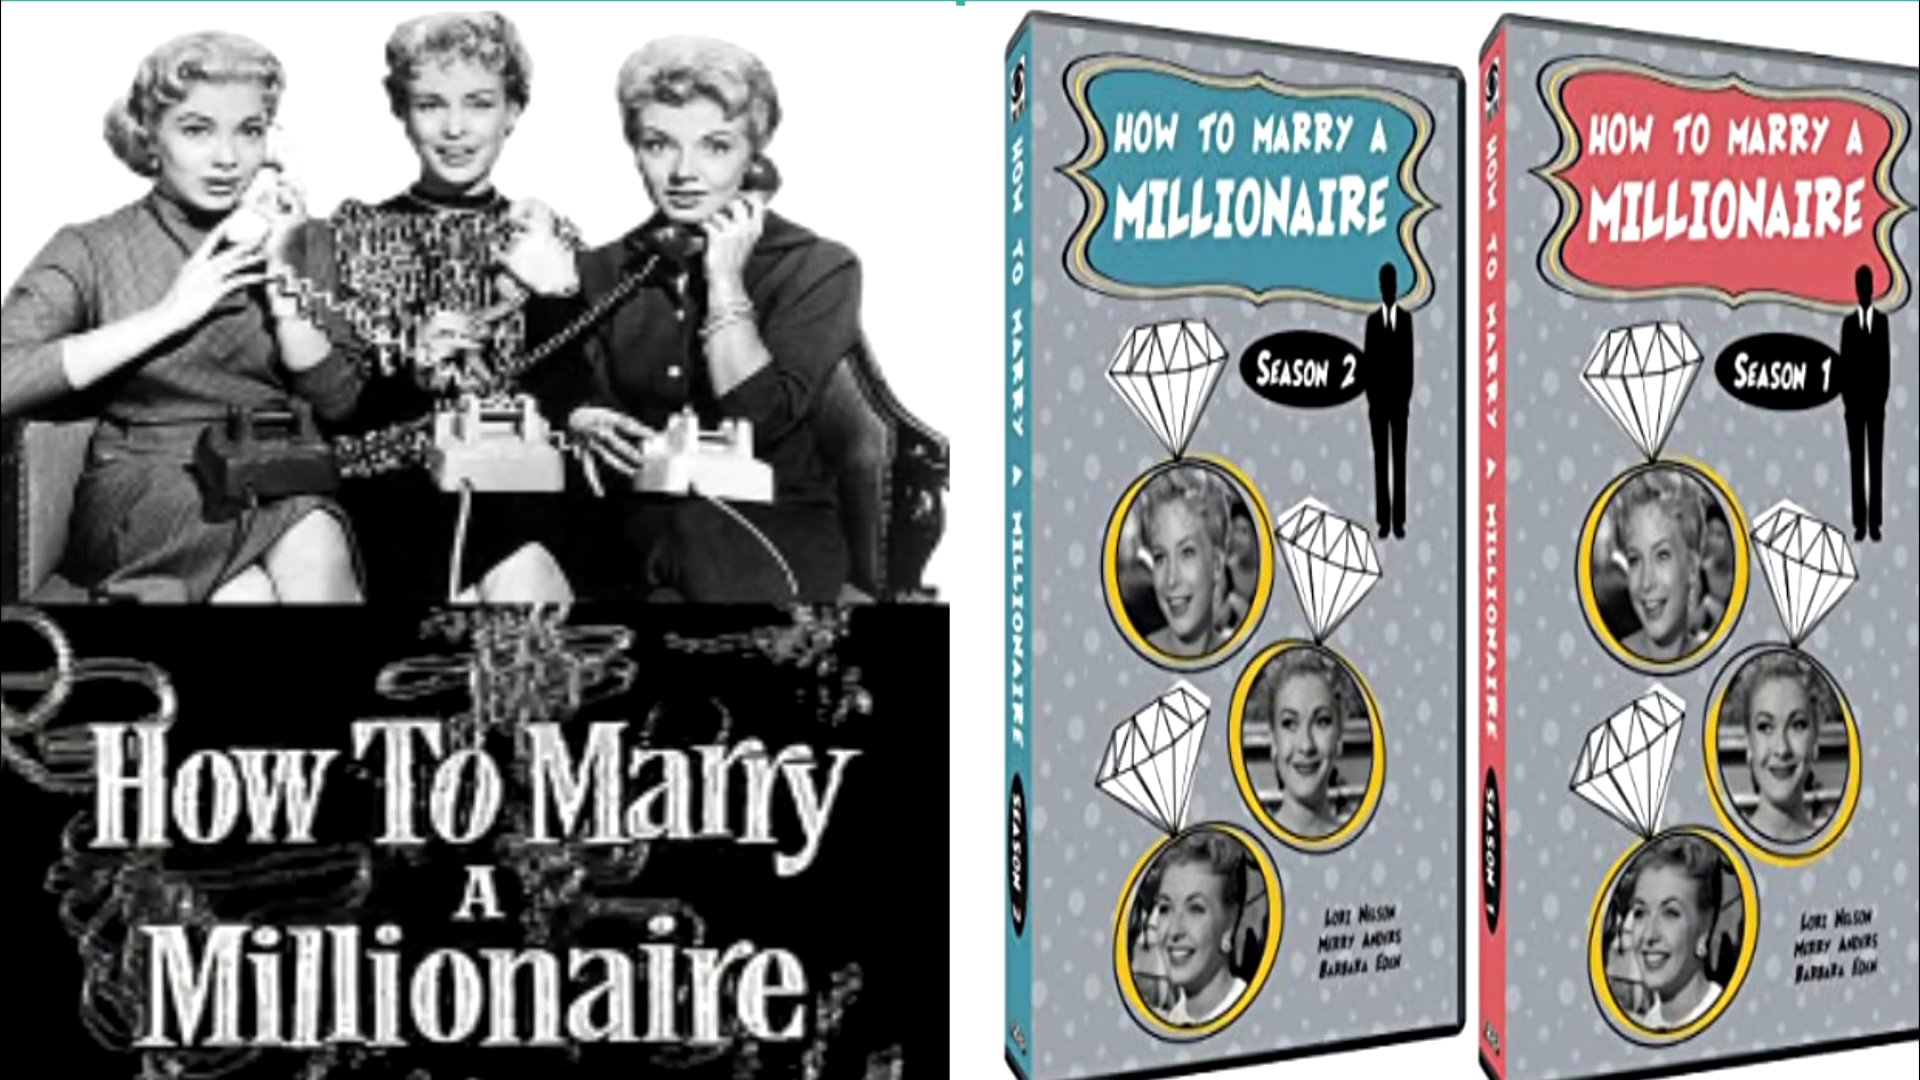 How To Marry
A
Millionaire
HOW TO MARRY A MILLIONAIRE
SEASON 2
HOW TO MARRY A
MILLIONAIRE
SEASON 2
LORI NELSON
MERRY ANDERS
BARBARA EDEN
HOW TO MARRY A MILLIONAIRE
SEASON 1
HOW TO MARRY A
MILLIONAIRE
SEASON 1
LORI NELSON
MERRY ANDERS
BARBARA EDEN